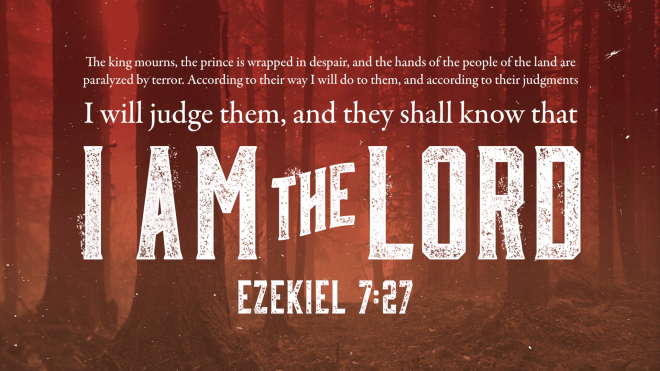 The king mourns, the prince is wrapped in despair, and the hands of the people of the land are
paralyzed by terror. According to their way I will do to them, and according to their judgments
I will judge them, and they shall know that
I AM THE LORD
EZEKIEL 7:27